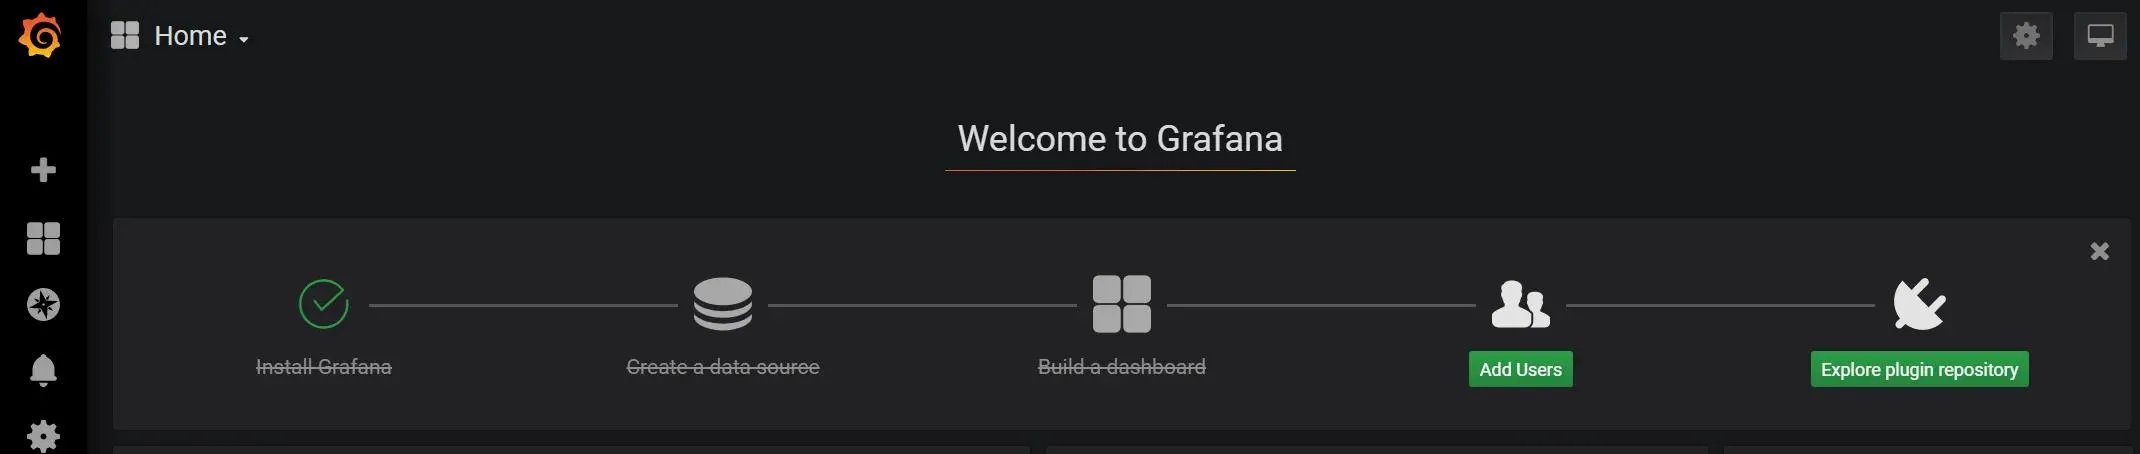 Home
Welcome to Grafana
Install Grafana
Create a data source
Build a dashboard
Add Users
Explore plugin repository